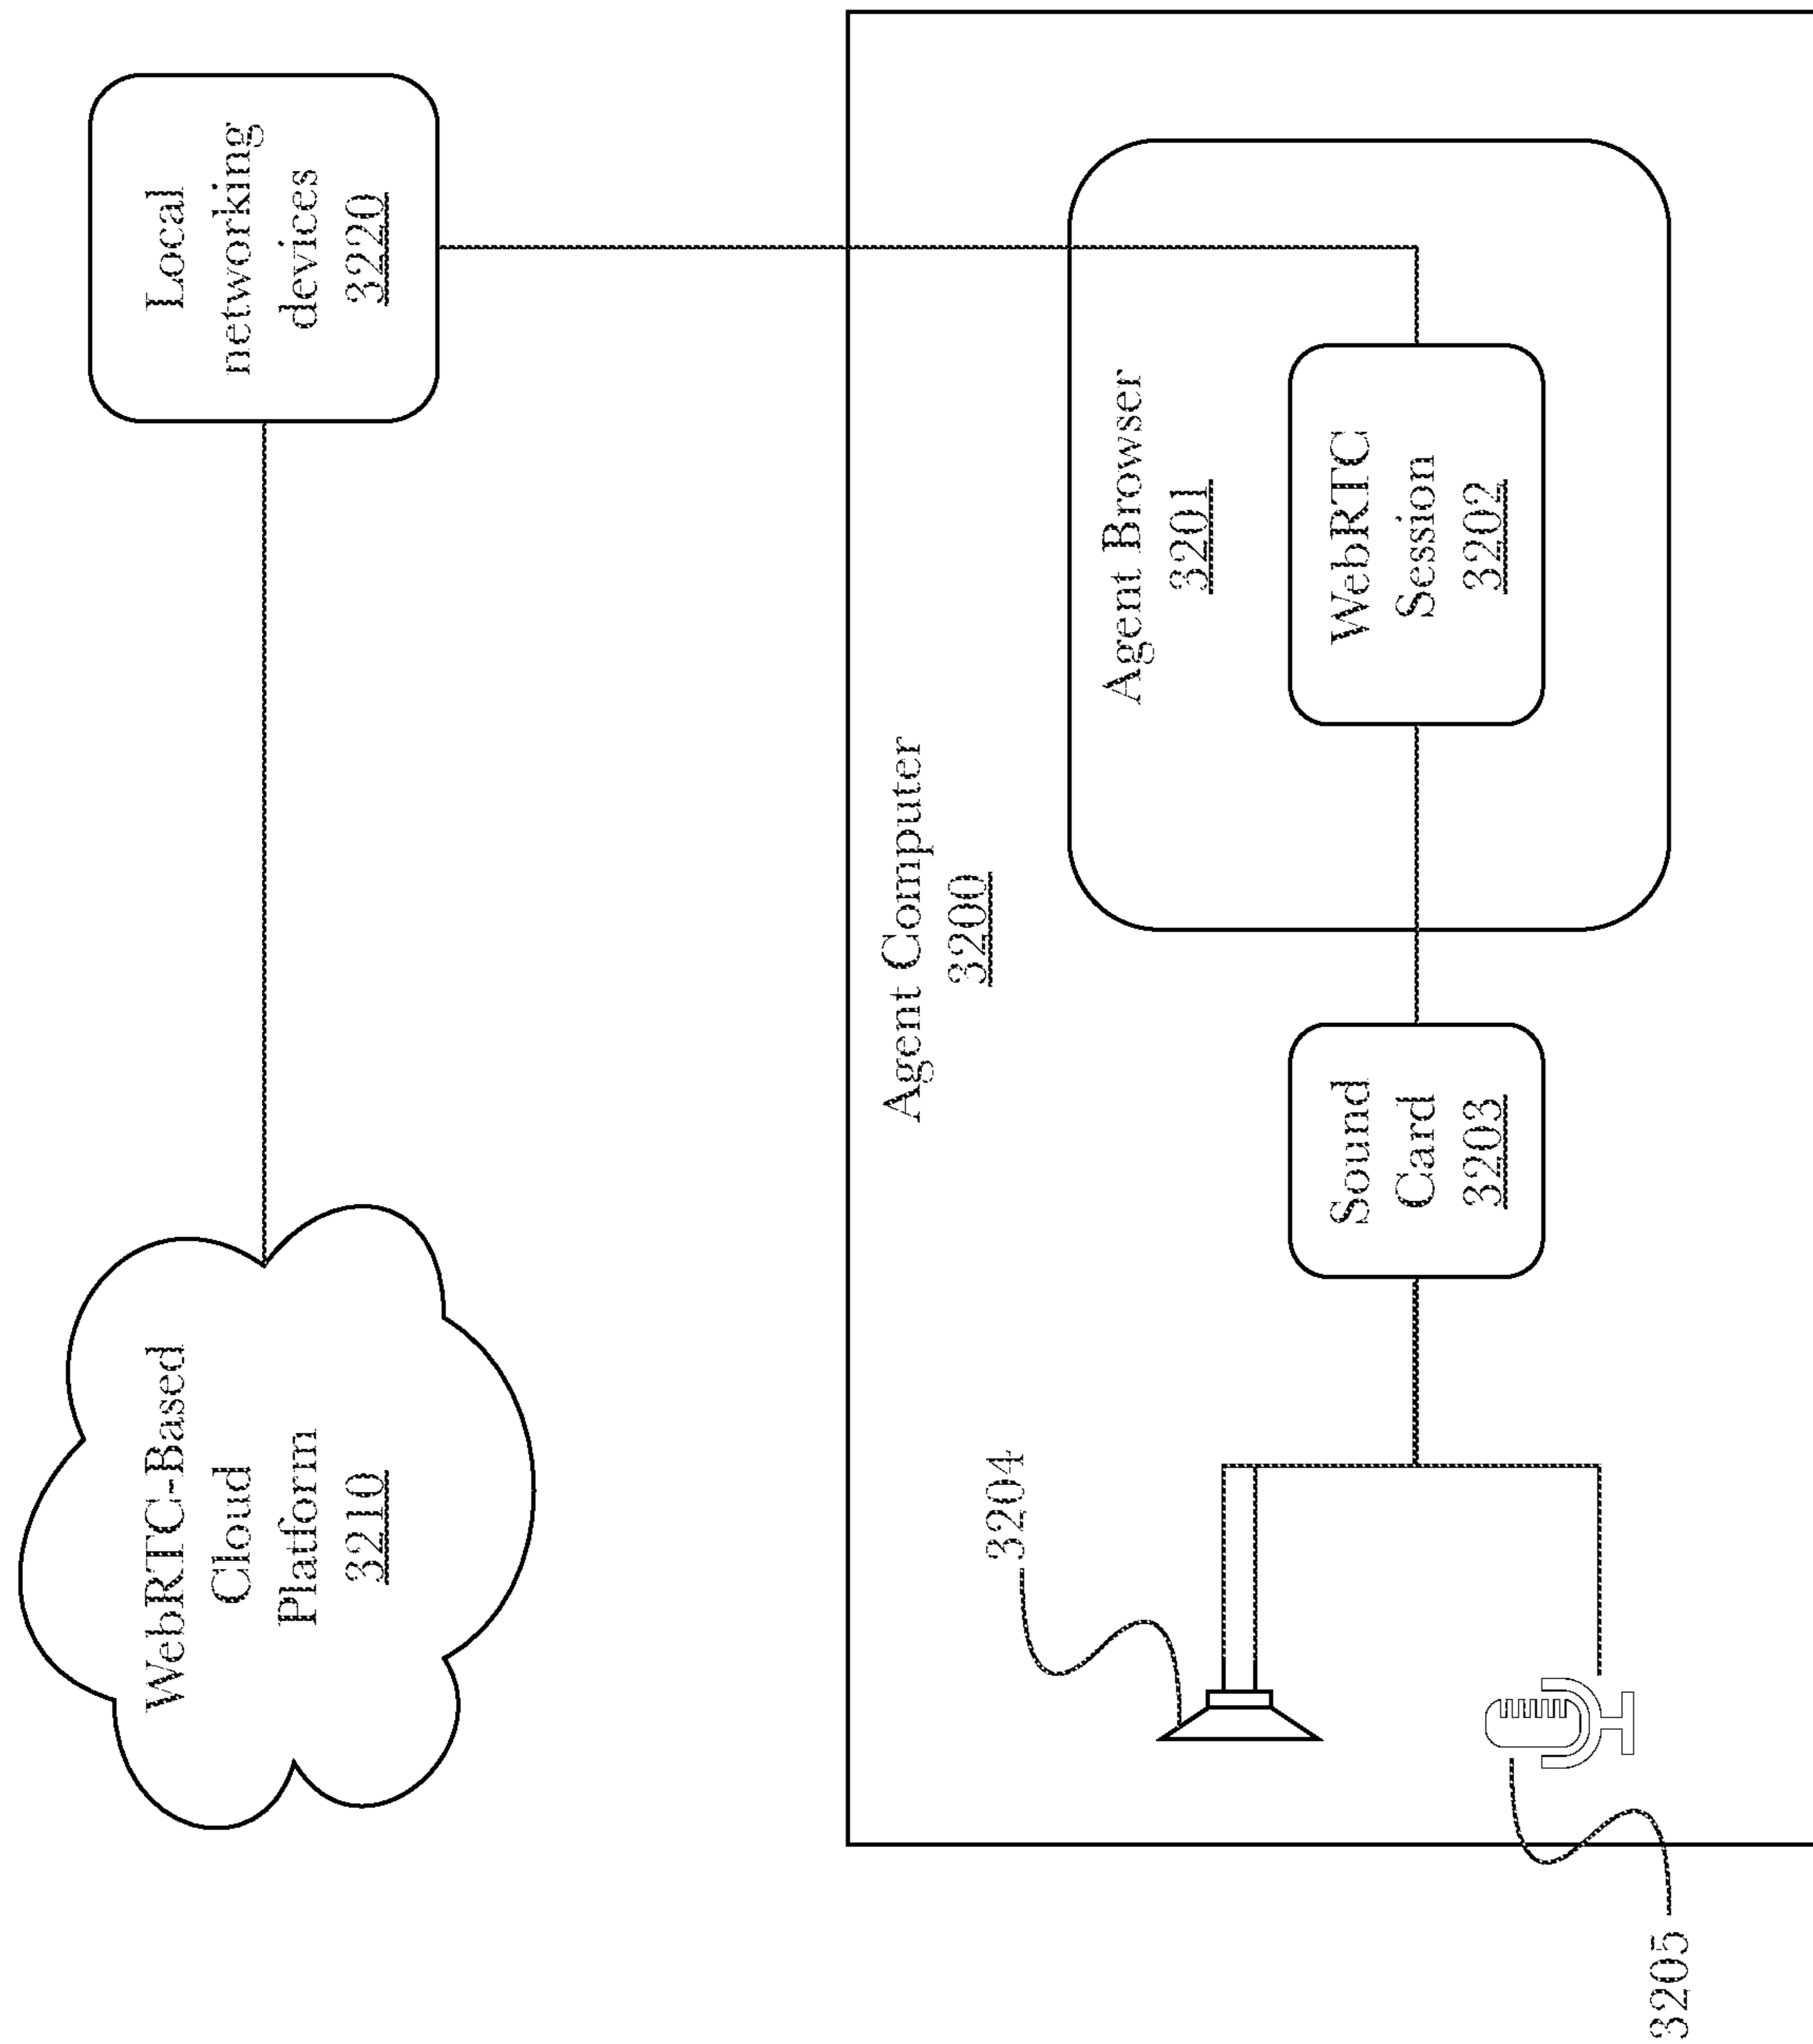 WebRTC-Based
Cloud
Platform
3210
Local
networking
devices
3220
Agent Computer
3200
Agent Browser
3201
WebRTC
Session
3202
Sound
Card
3203
3204
3205